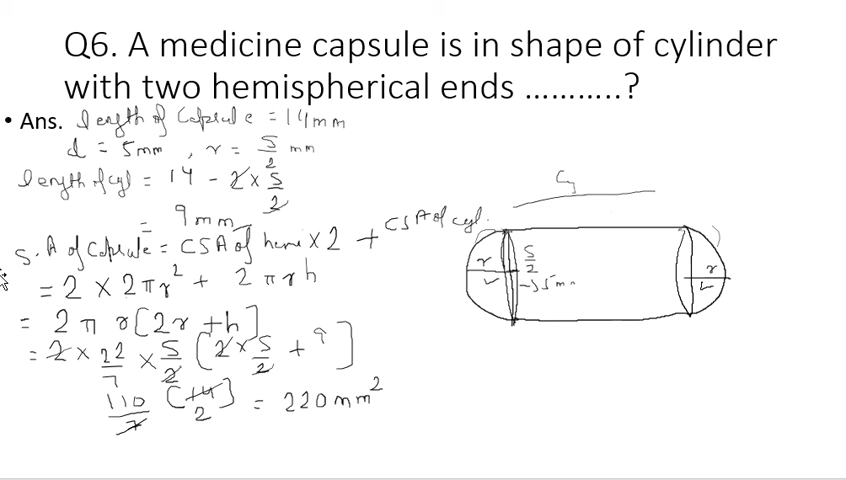 Q6. A medicine capsule is in shape of cylinder
with two hemispherical ends ………..?
• Ans. length of Capsule = 14mm
d = 5mm , r = 5/2 mm
length of cyl = 14 - 2 × 5/2
= 9mm
S.A of Capsule = CSA of hemi × 2 + CSA of cyl.
= 2 × 2πr² + 2πrh
= 2πr[2r+h]
= 2 × 22/7 × 5/2 [2 × 5/2 + 9]
110/7 [14] 2 = 220mm²
r
5/2
r